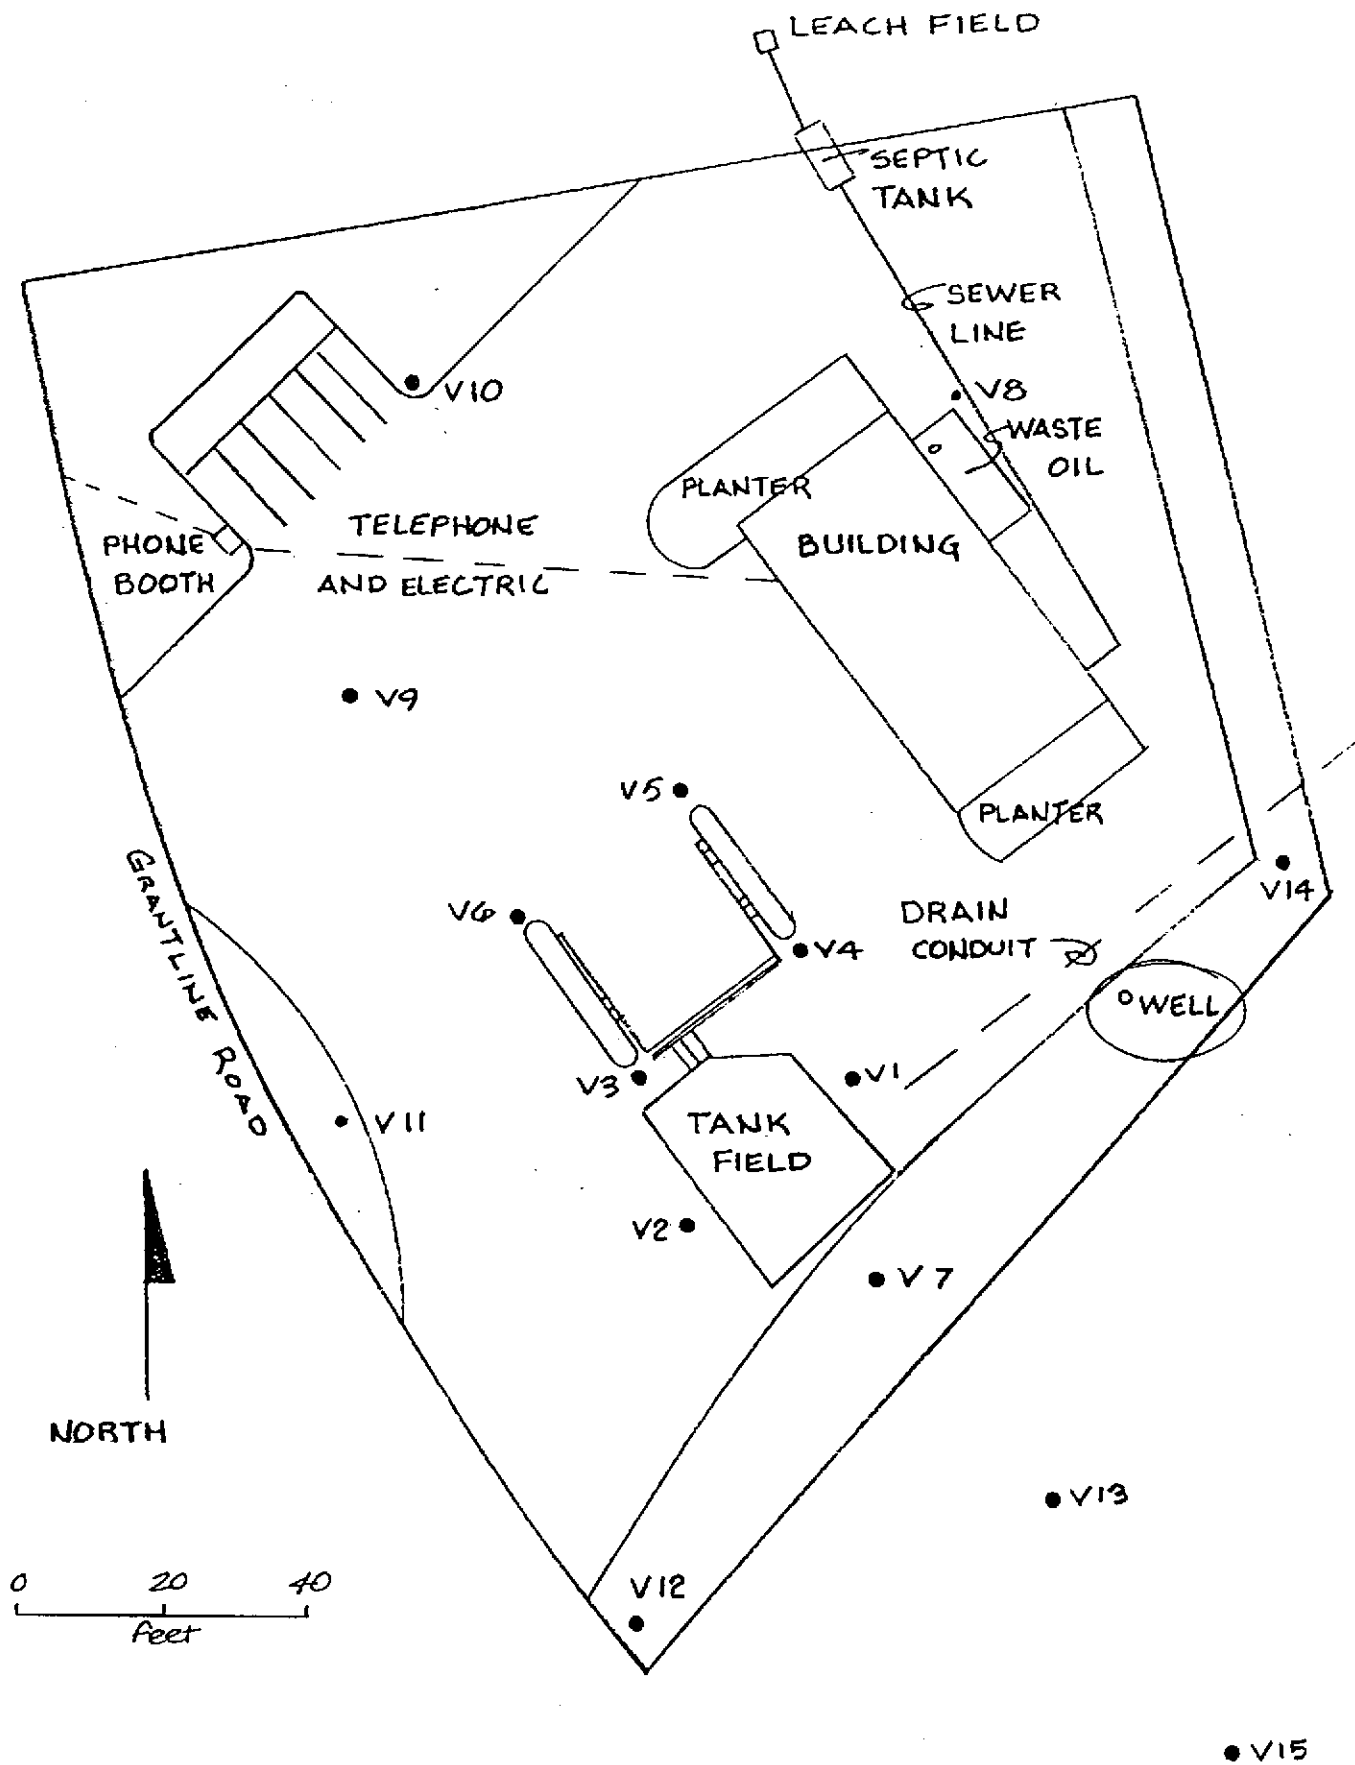 LEACH FIELD
SEPTIC
TANK
SEWER
LINE
V10
V8
WASTE
OIL
PLANTER
BUILDING
TELEPHONE
AND ELECTRIC
PHONE
BOOTH
V9
V5
PLANTER
V6
V4
DRAIN
CONDUIT
V14
GRANTLINE ROAD
WELL
V3
V1
V11
TANK
FIELD
V2
V7
NORTH
V13
0 20 40
feet
V12
V15